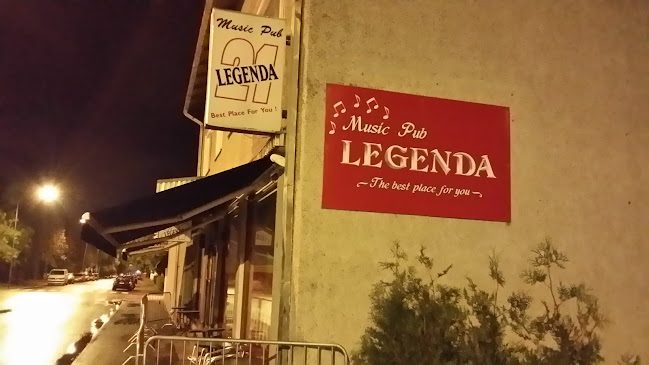 Music Pub
21
LEGENDA
Best Place For You !
Music Pub
LEGENDA
The best place for you